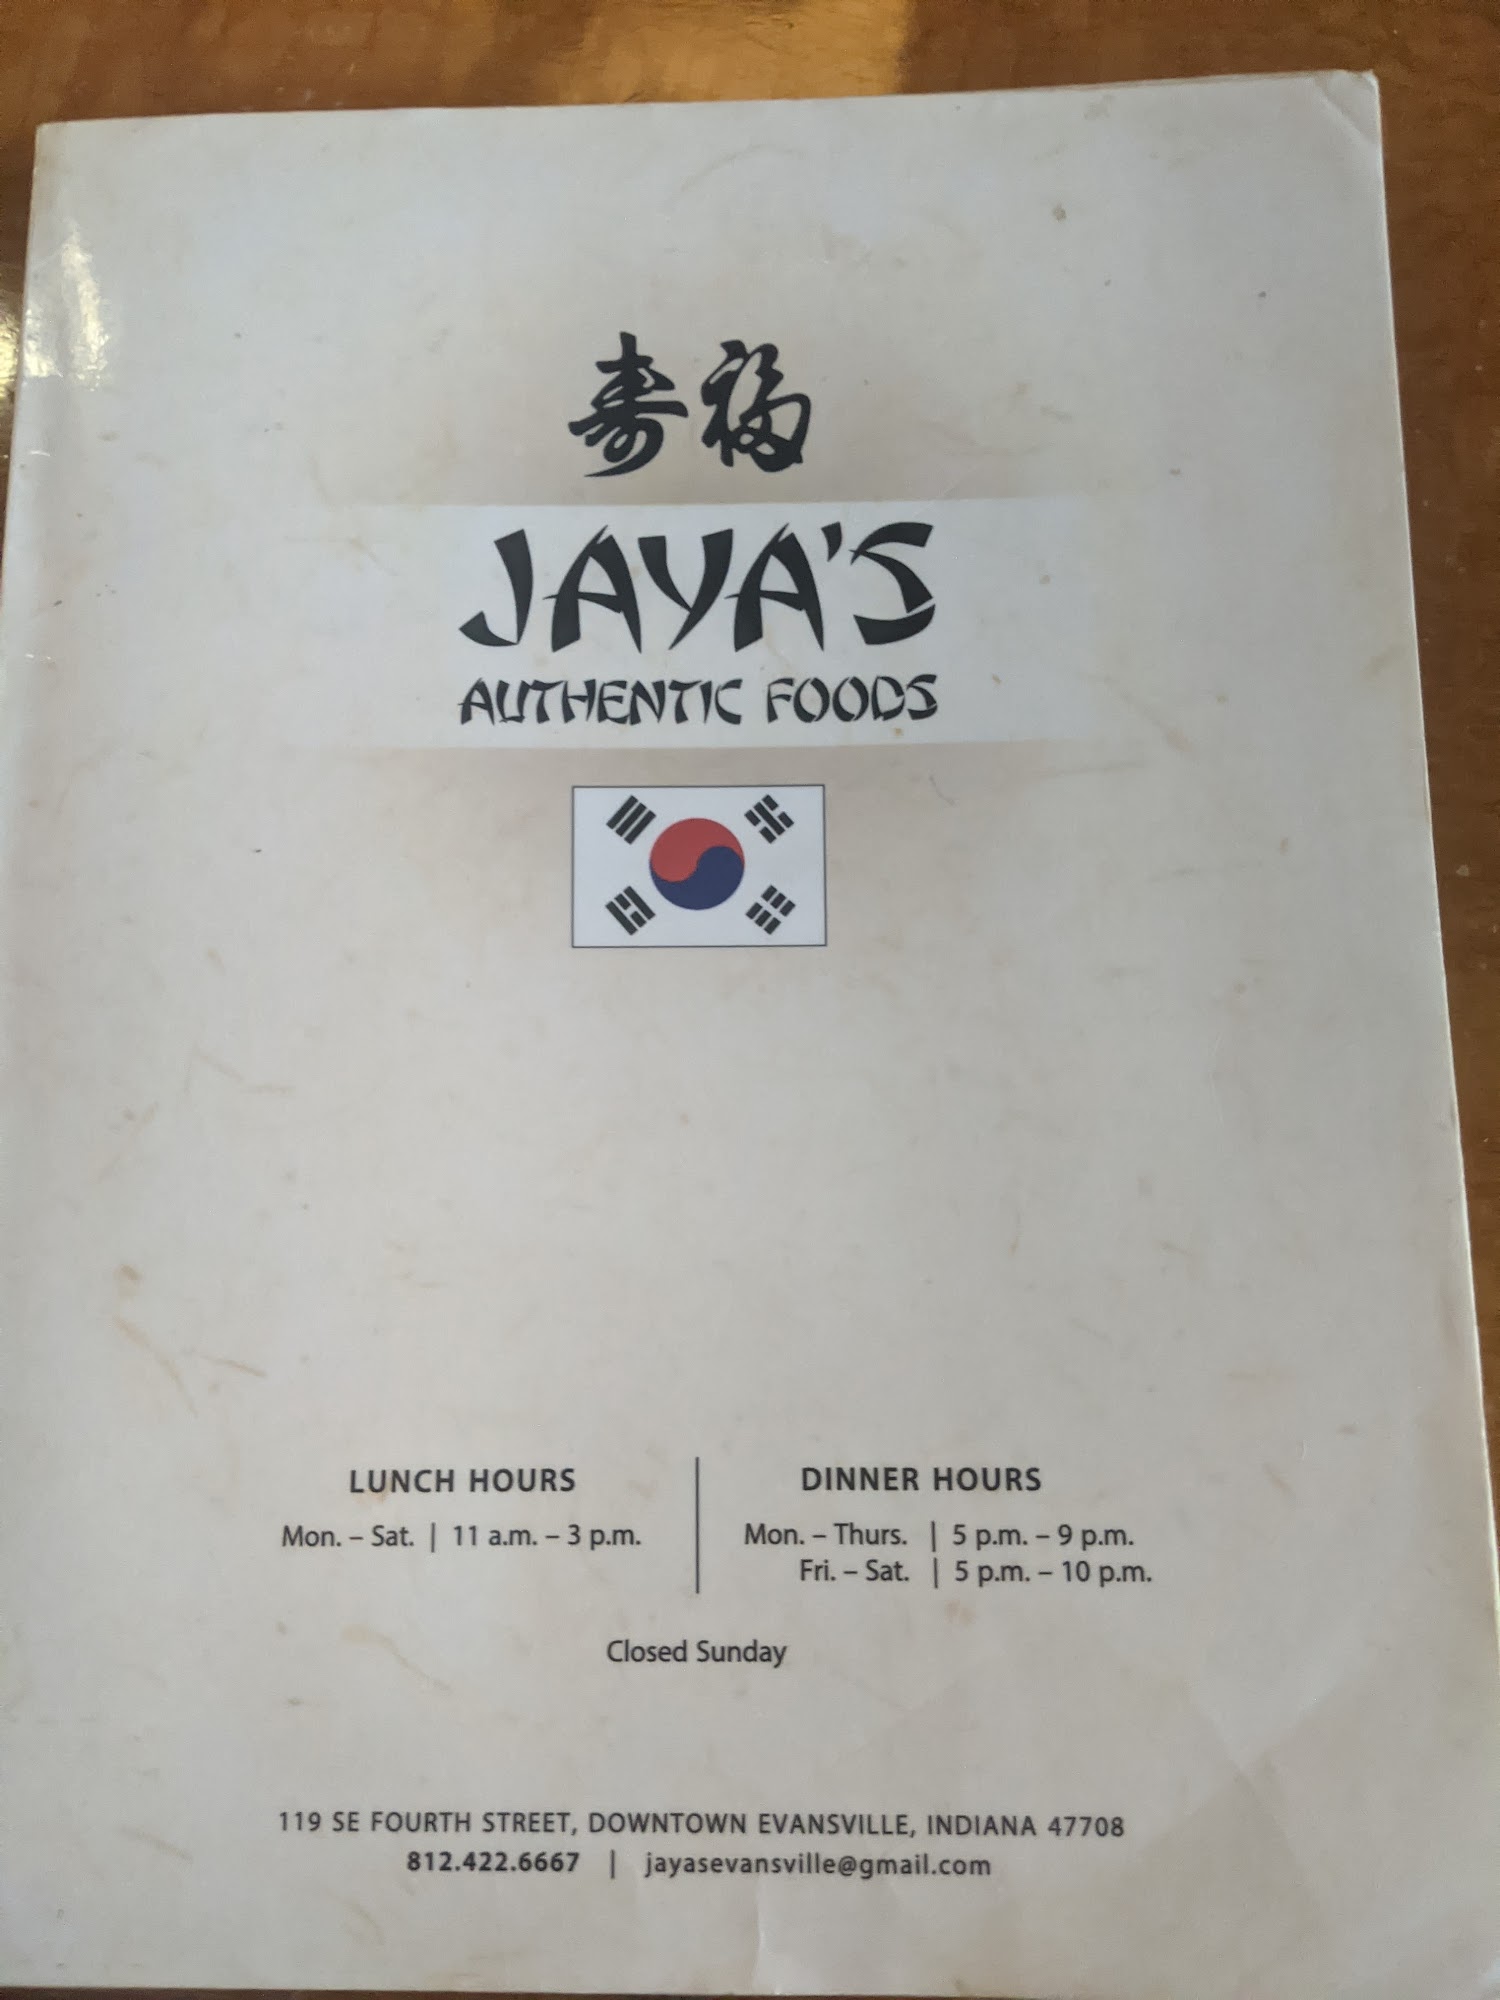 寿福
JAYA'S
AUTHENTIC FOODS
LUNCH HOURS
Mon. – Sat. | 11 a.m. – 3 p.m.
DINNER HOURS
Mon. – Thurs. | 5 p.m. – 9 p.m.
Fri. – Sat. | 5 p.m. – 10 p.m.
Closed Sunday
119 SE FOURTH STREET, DOWNTOWN EVANSVILLE, INDIANA 47708
812.422.6667 | jayasevansville@gmail.com